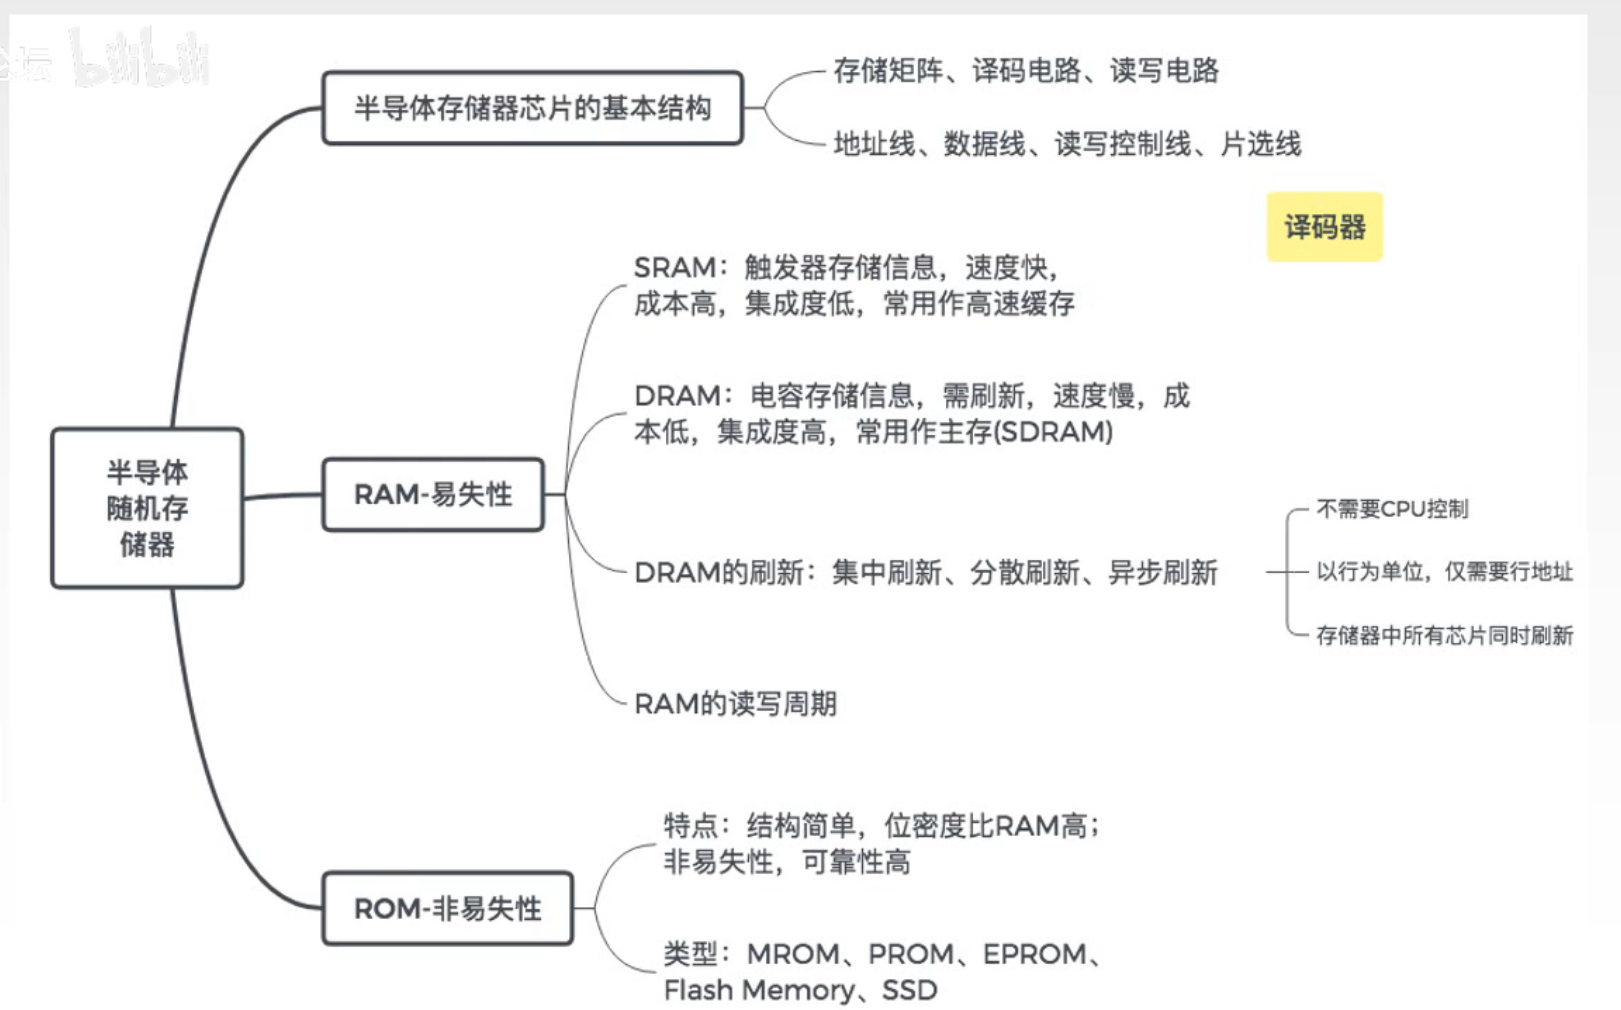 坛 bilibili
半导体存储器芯片的基本结构
存储矩阵、译码电路、读写电路
地址线、数据线、读写控制线、片选线
译码器
半导体
随机存
储器
RAM-易失性
SRAM：触发器存储信息，速度快，
成本高，集成度低，常用作高速缓存
DRAM：电容存储信息，需刷新，速度慢，成
本低，集成度高，常用作主存(SDRAM)
DRAM的刷新：集中刷新、分散刷新、异步刷新
不需要CPU控制
以行为单位，仅需要行地址
存储器中所有芯片同时刷新
RAM的读写周期
ROM-非易失性
特点：结构简单，位密度比RAM高；
非易失性，可靠性高
类型：MROM、PROM、EPROM、
Flash Memory、SSD